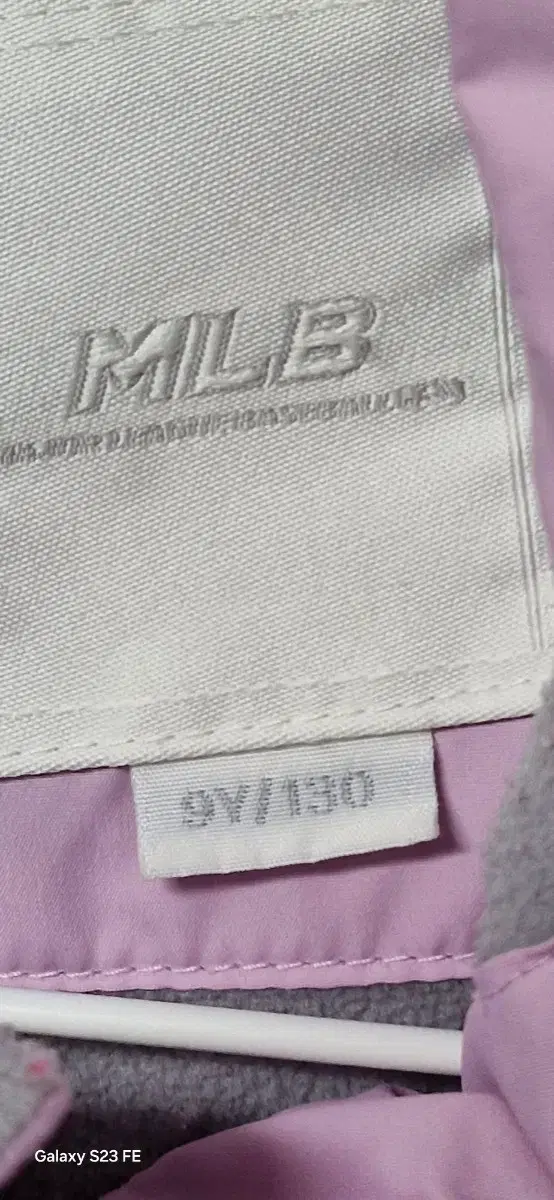 MLB
9Y/130
Galaxy S23 FE